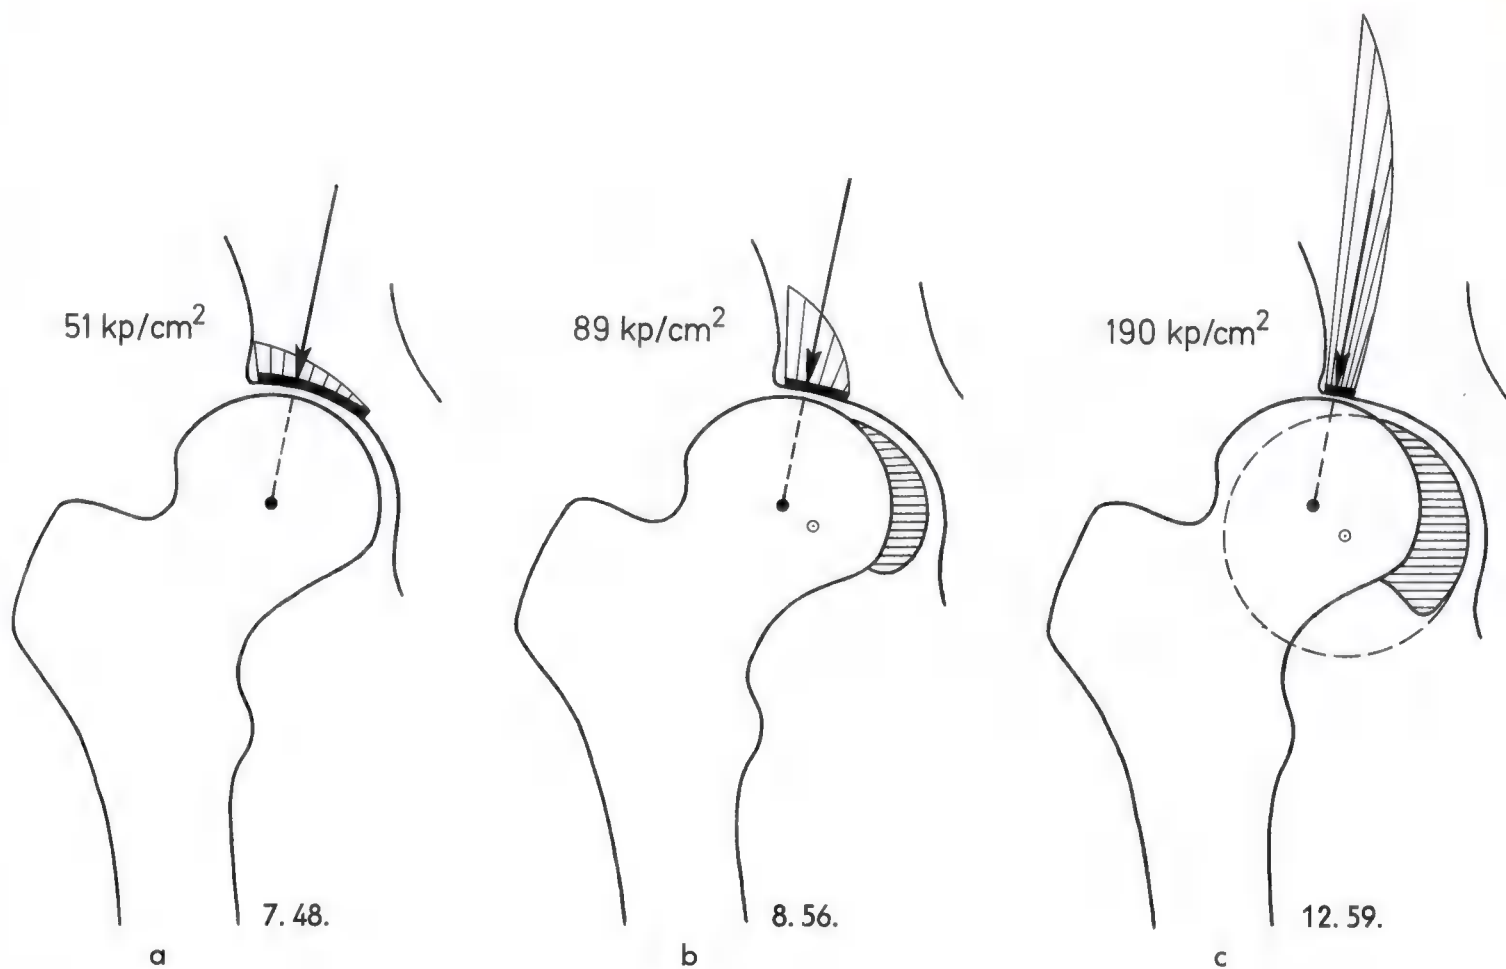 51 kp/cm²
89 kp/cm²
190 kp/cm²
7. 48.
8. 56.
12. 59.
a
b
c